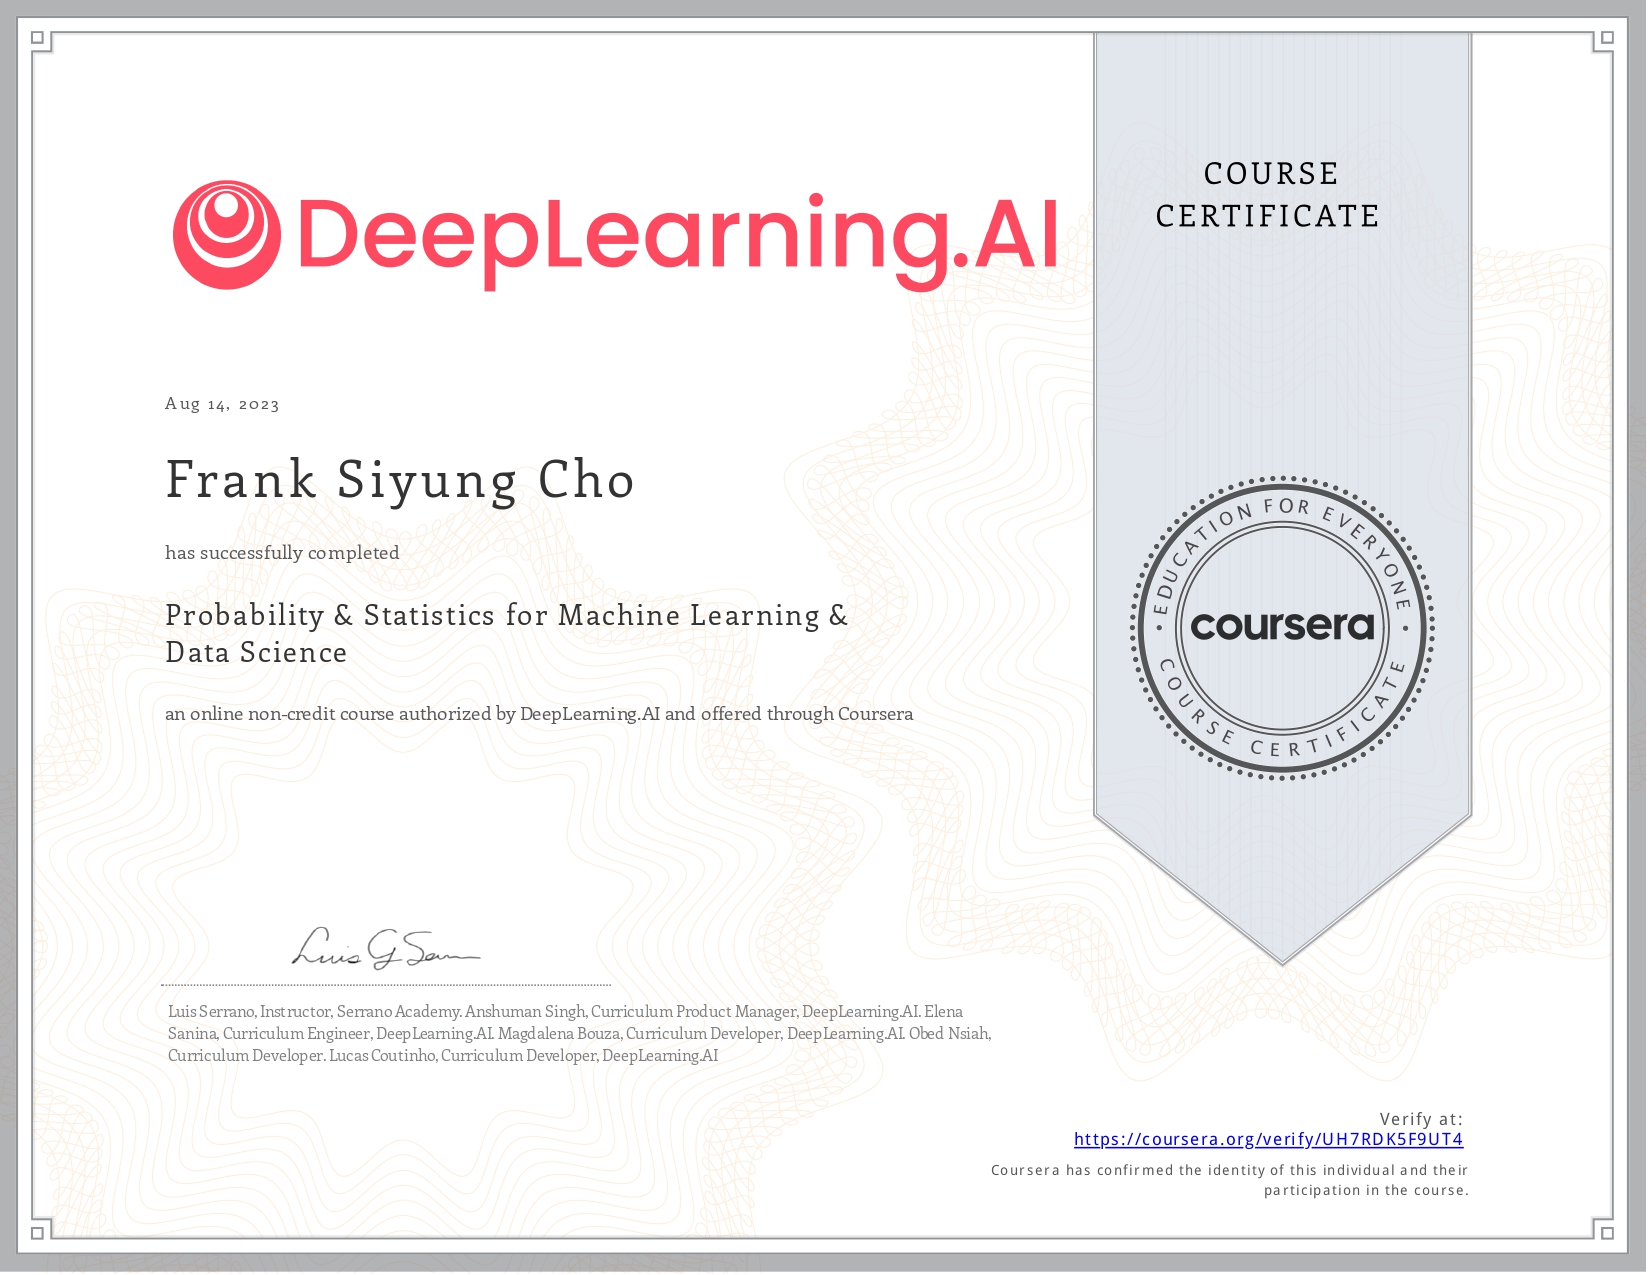 DeepLearning.AI
COURSE
CERTIFICATE
Aug 14, 2023
Frank Siyung Cho
has successfully completed
Probability & Statistics for Machine Learning &
Data Science
an online non-credit course authorized by DeepLearning.AI and offered through Coursera
EDUCATION FOR EVERYONE
coursera
COURSE CERTIFICATE
Luis Serrano, Instructor, Serrano Academy. Anshuman Singh, Curriculum Product Manager, DeepLearning.AI. Elena
Sanina, Curriculum Engineer, DeepLearning.AI. Magdalena Bouza, Curriculum Developer, DeepLearning.AI. Obed Nsiah,
Curriculum Developer. Lucas Coutinho, Curriculum Developer, DeepLearning.AI
Verify at:
https://coursera.org/verify/UH7RDK5F9UT4
Coursera has confirmed the identity of this individual and their
participation in the course.